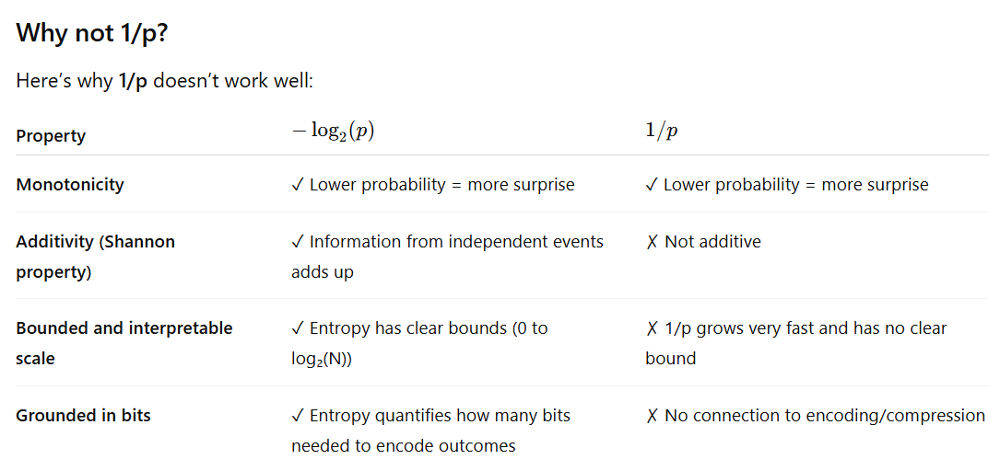 Why not 1/p?
Here's why 1/p doesn't work well:
Property − log₂(p) 1/p
Monotonicity ✓ Lower probability = more surprise ✓ Lower probability = more surprise
Additivity (Shannon ✓ Information from independent events ✗ Not additive
property) adds up
Bounded and interpretable ✓ Entropy has clear bounds (0 to ✗ 1/p grows very fast and has no clear
scale log₂(N)) bound
Grounded in bits ✓ Entropy quantifies how many bits ✗ No connection to encoding/compression
needed to encode outcomes